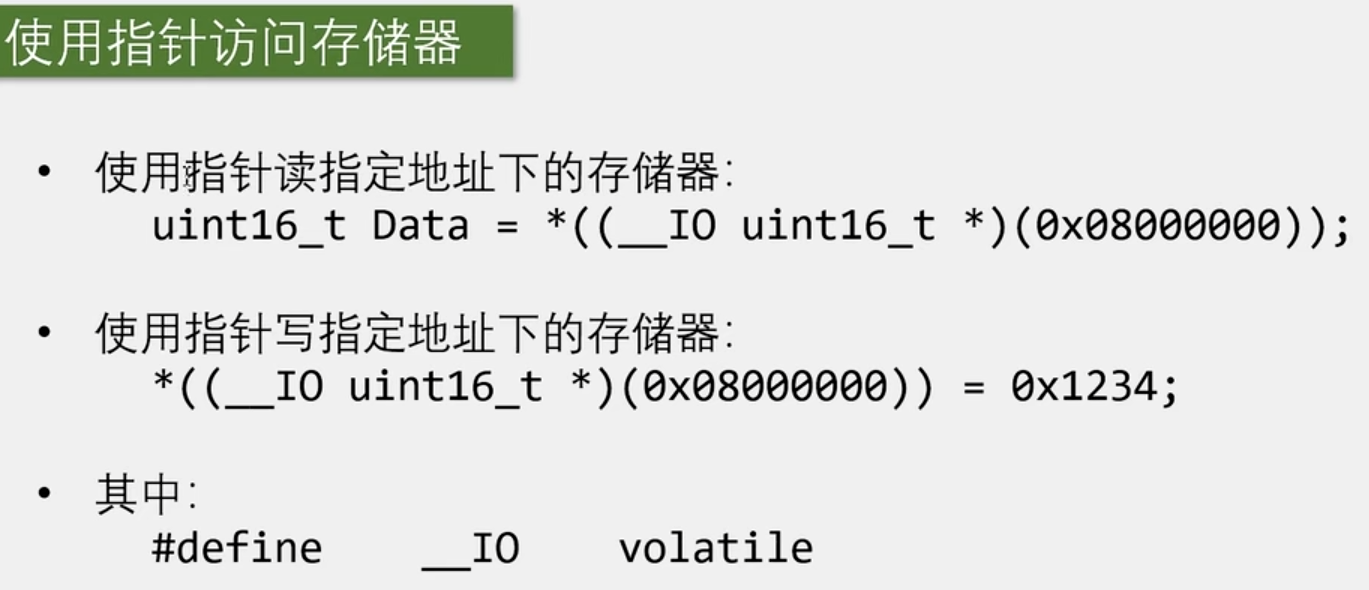 使用指针访问存储器
• 使用指针读指定地址下的存储器:
uint16_t Data = *((__IO uint16_t *)(0x08000000));
• 使用指针写指定地址下的存储器:
*((__IO uint16_t *)(0x08000000)) = 0x1234;
• 其中:
#define    __IO    volatile